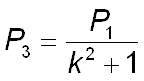 P₃ = P₁ / (k² + 1)